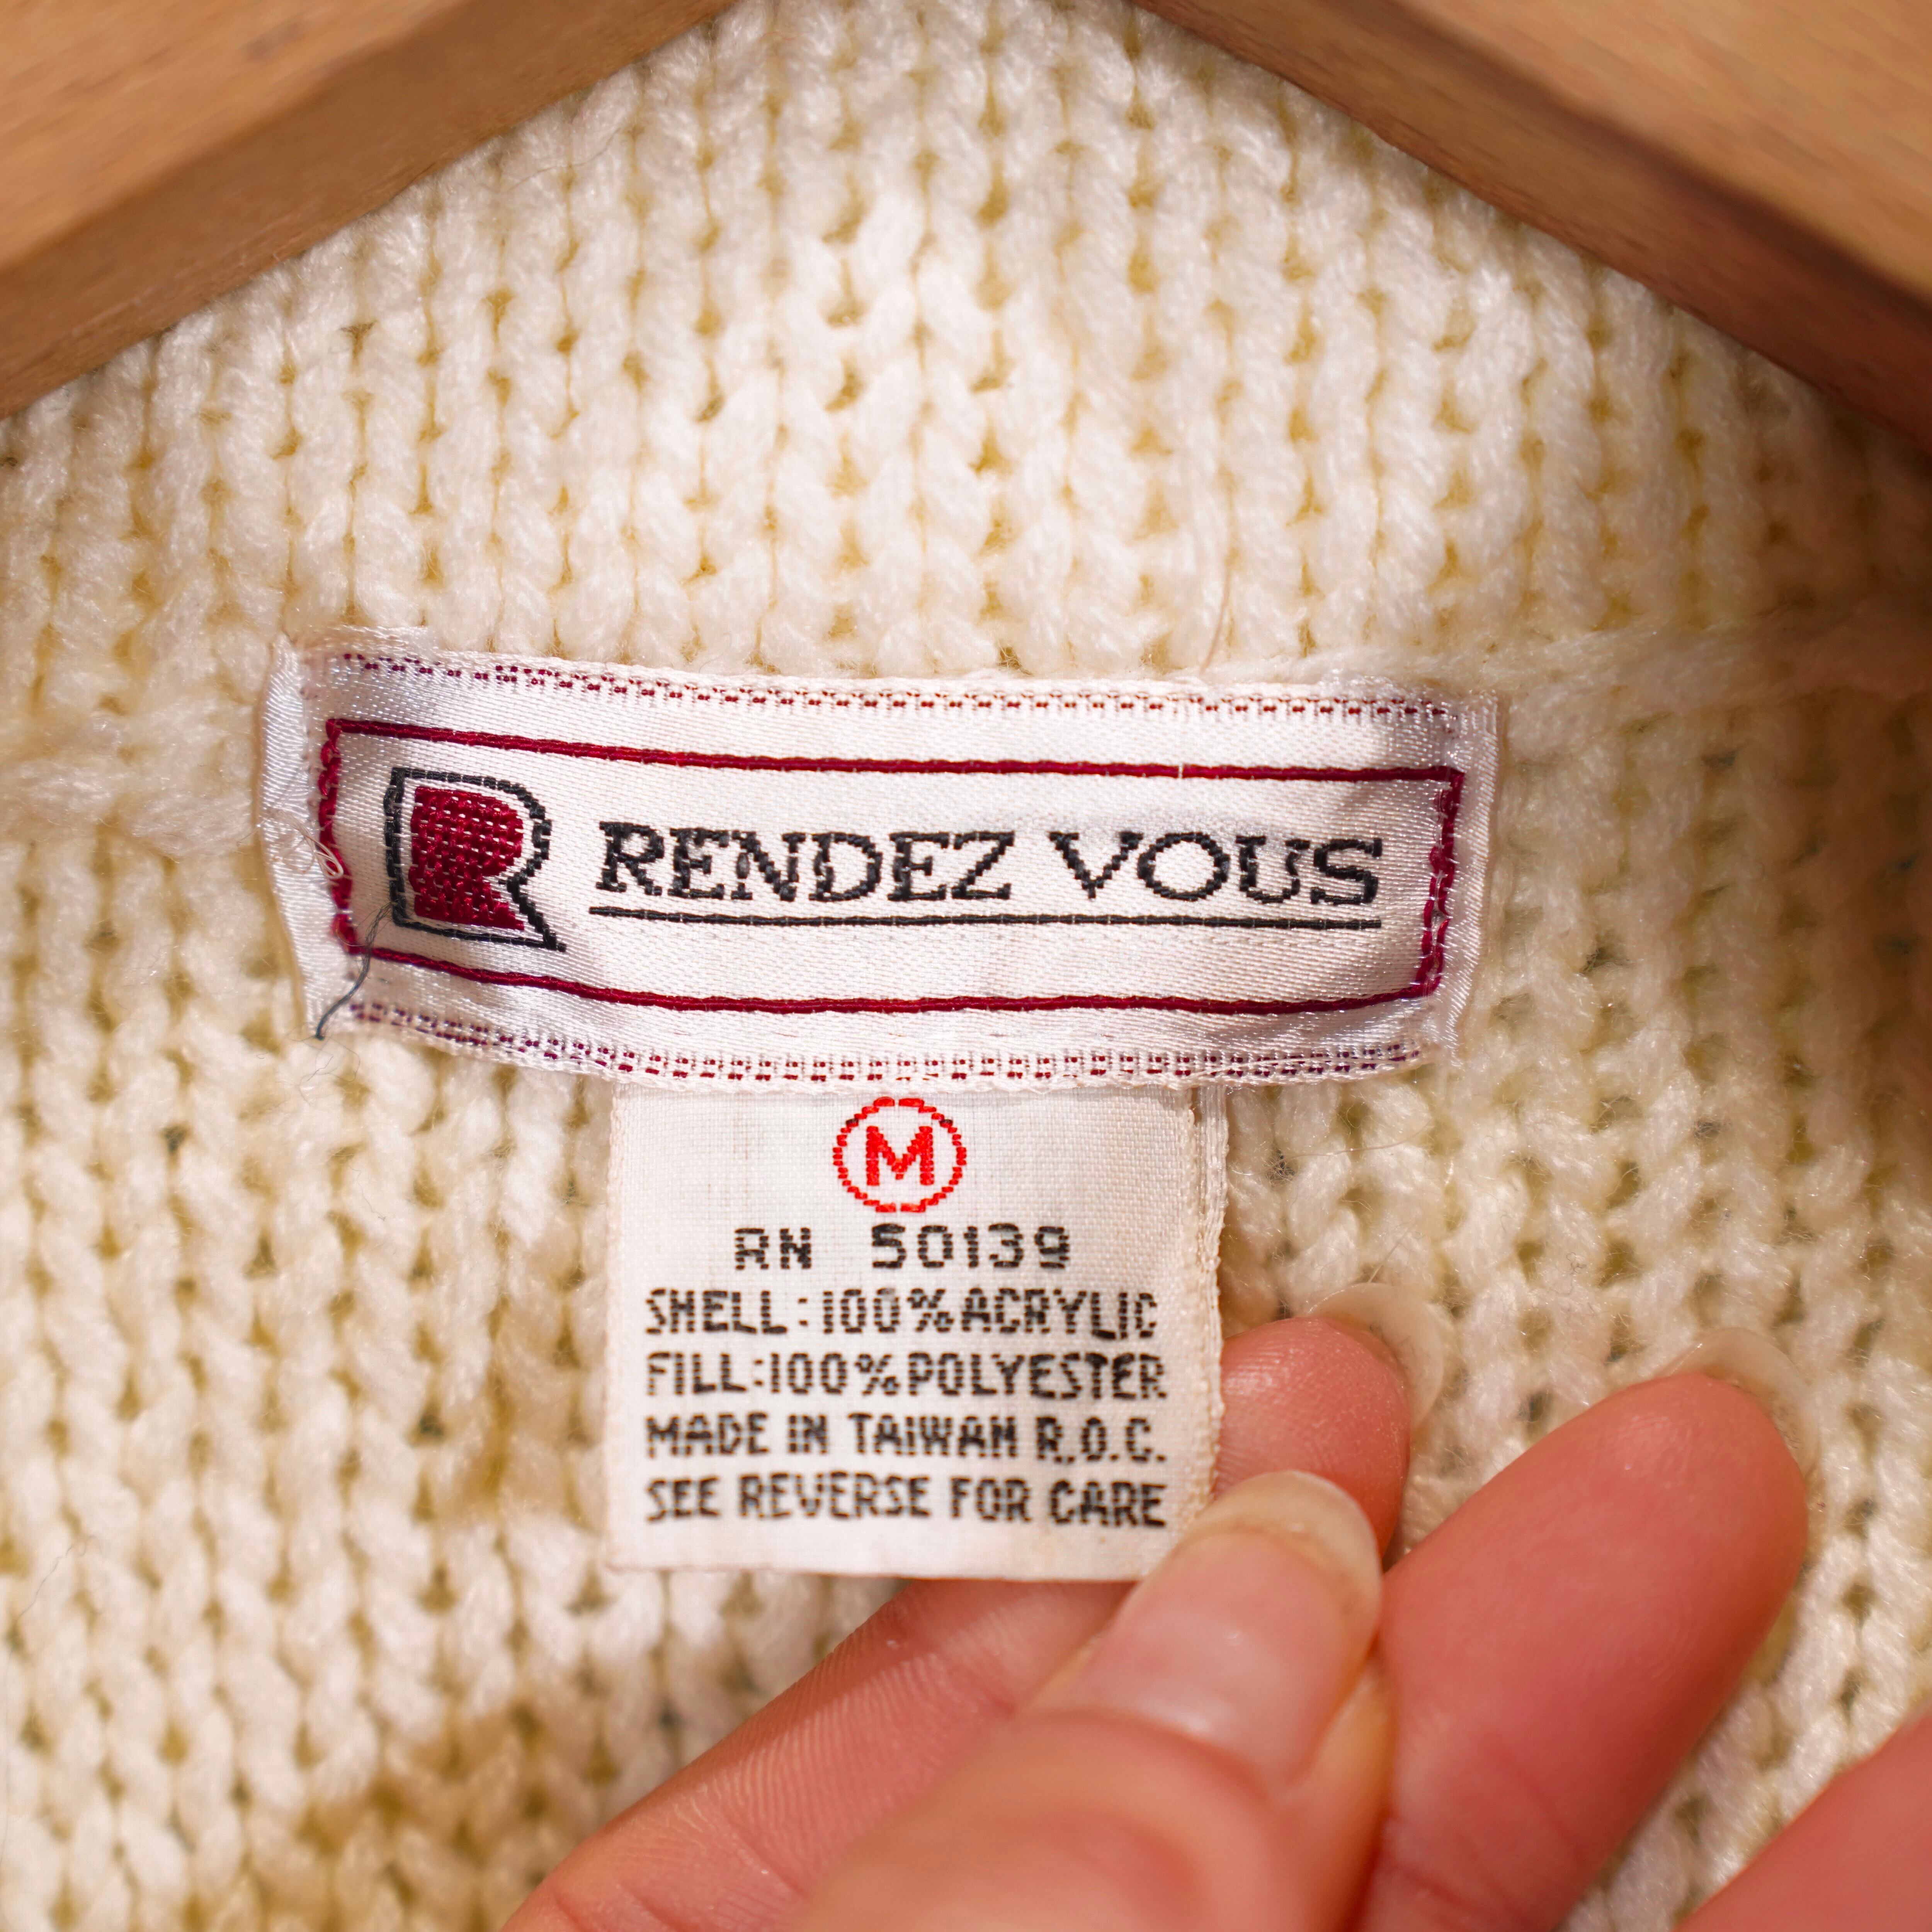 R RENDEZ VOUS
M
RN 50139
SHELL:100%ACRYLIC
FILL:100%POLYESTER
MADE IN TAIWAN R.O.C.
SEE REVERSE FOR CARE